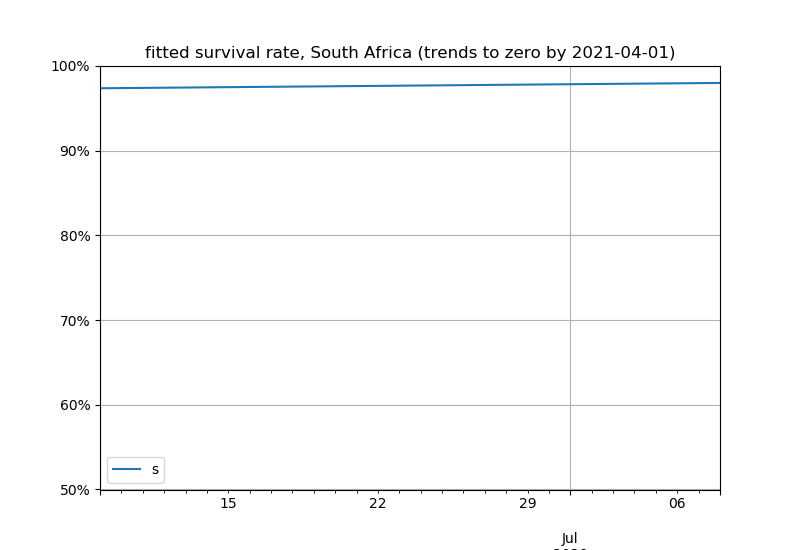 fitted survival rate, South Africa (trends to zero by 2021-04-01)
100%
90%
80%
70%
60%
50%
s
15 22 29 06
Jul